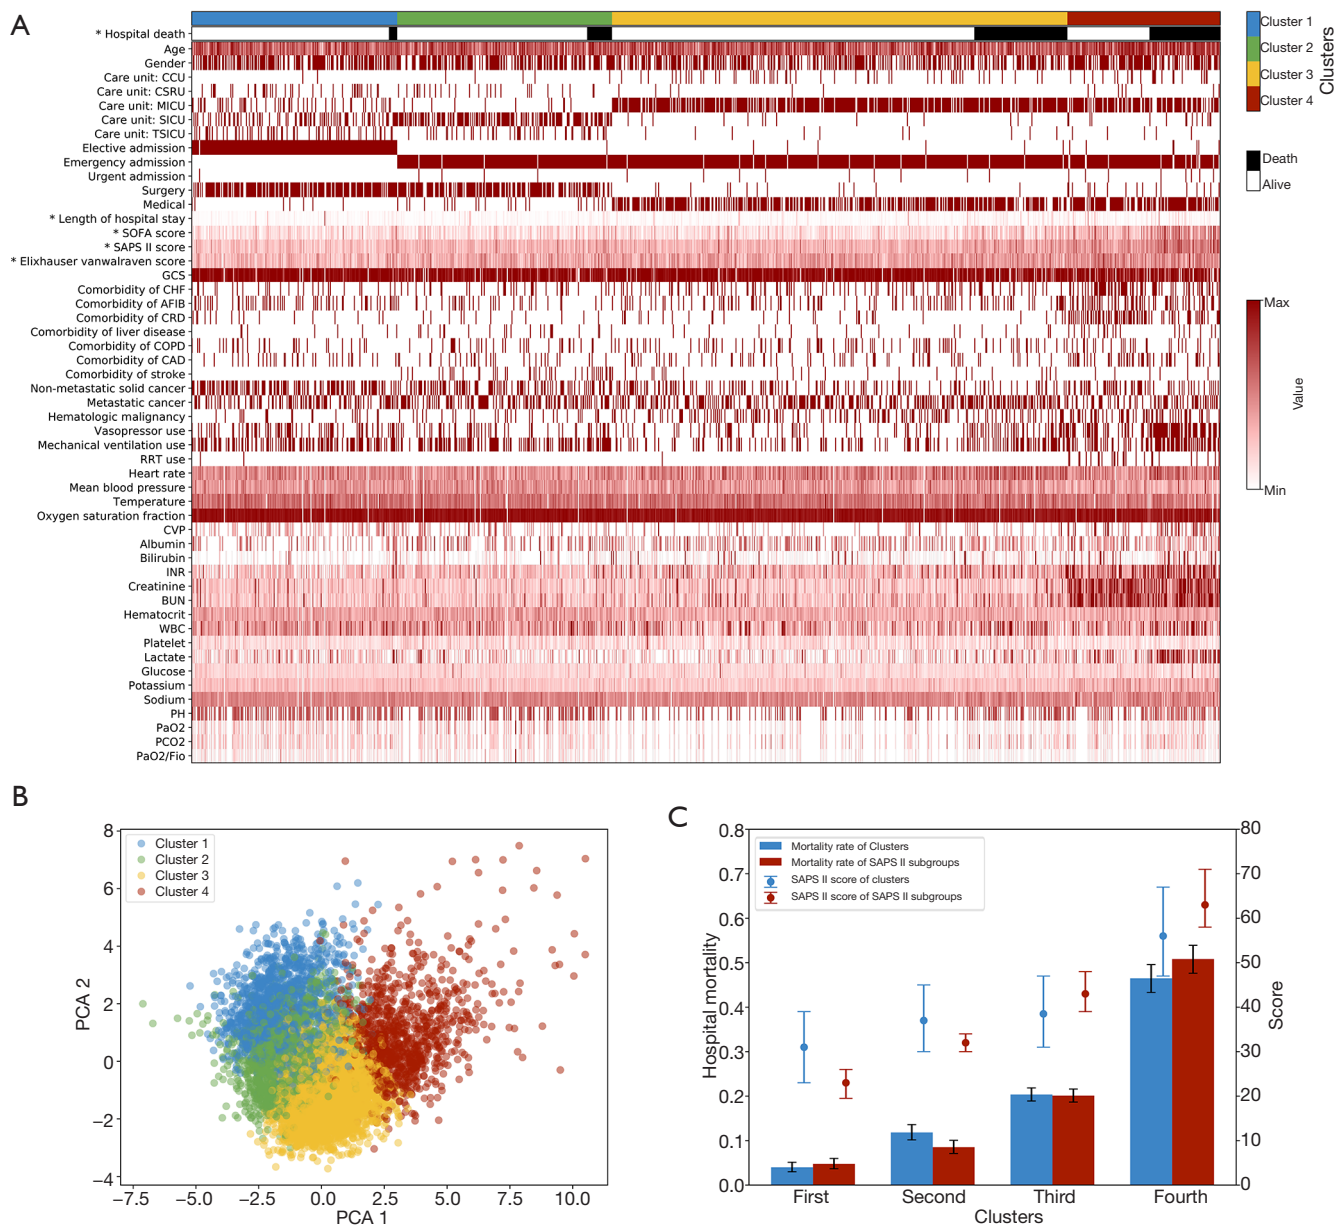 A
* Hospital death
Age
Gender
Care unit: CCU
Care unit: CSRU
Care unit: MICU
Care unit: SICU
Care unit: TSICU
Elective admission
Emergency admission
Urgent admission
Surgery
Medical
* Length of hospital stay
* SOFA score
* SAPS II score
* Elixhauser vanwalraven score
GCS
Comorbidity of CHF
Comorbidity of AFIB
Comorbidity of CRD
Comorbidity of liver disease
Comorbidity of COPD
Comorbidity of CAD
Comorbidity of stroke
Non-metastatic solid cancer
Metastatic cancer
Hematologic malignancy
Vasopressor use
Mechanical ventilation use
RRT use
Heart rate
Mean blood pressure
Temperature
Oxygen saturation fraction
CVP
Albumin
Bilirubin
INR
Creatinine
BUN
Hematocrit
WBC
Platelet
Lactate
Glucose
Potassium
Sodium
PH
PaO2
PCO2
PaO2/Fio
Cluster 1
Cluster 2
Cluster 3
Cluster 4
Clusters
Death
Alive
Max
Value
Min
B
8
6
4
2
0
−2
−4
PCA 2
Cluster 1
Cluster 2
Cluster 3
Cluster 4
−7.5
−5.0
−2.5
0.0
2.5
5.0
7.5
10.0
PCA 1
C
0.8
0.7
0.6
0.5
0.4
0.3
0.2
0.1
0.0
Hospital mortality
Mortality rate of Clusters
Mortality rate of SAPS II subgroups
SAPS II score of clusters
SAPS II score of SAPS II subgroups
80
70
60
50
40
30
20
10
0
Score
First
Second
Third
Fourth
Clusters